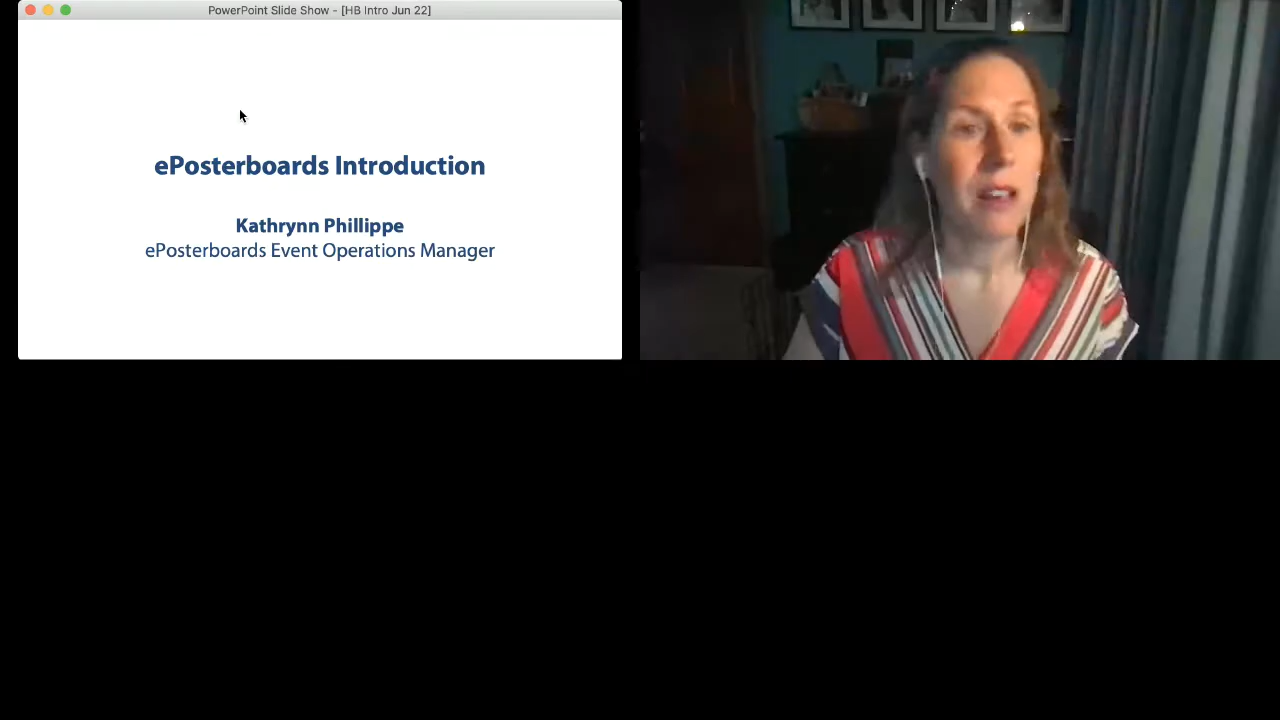 PowerPoint Slide Show - [HB Intro Jun 22]
ePosterboards Introduction
Kathrynn Phillippe
ePosterboards Event Operations Manager